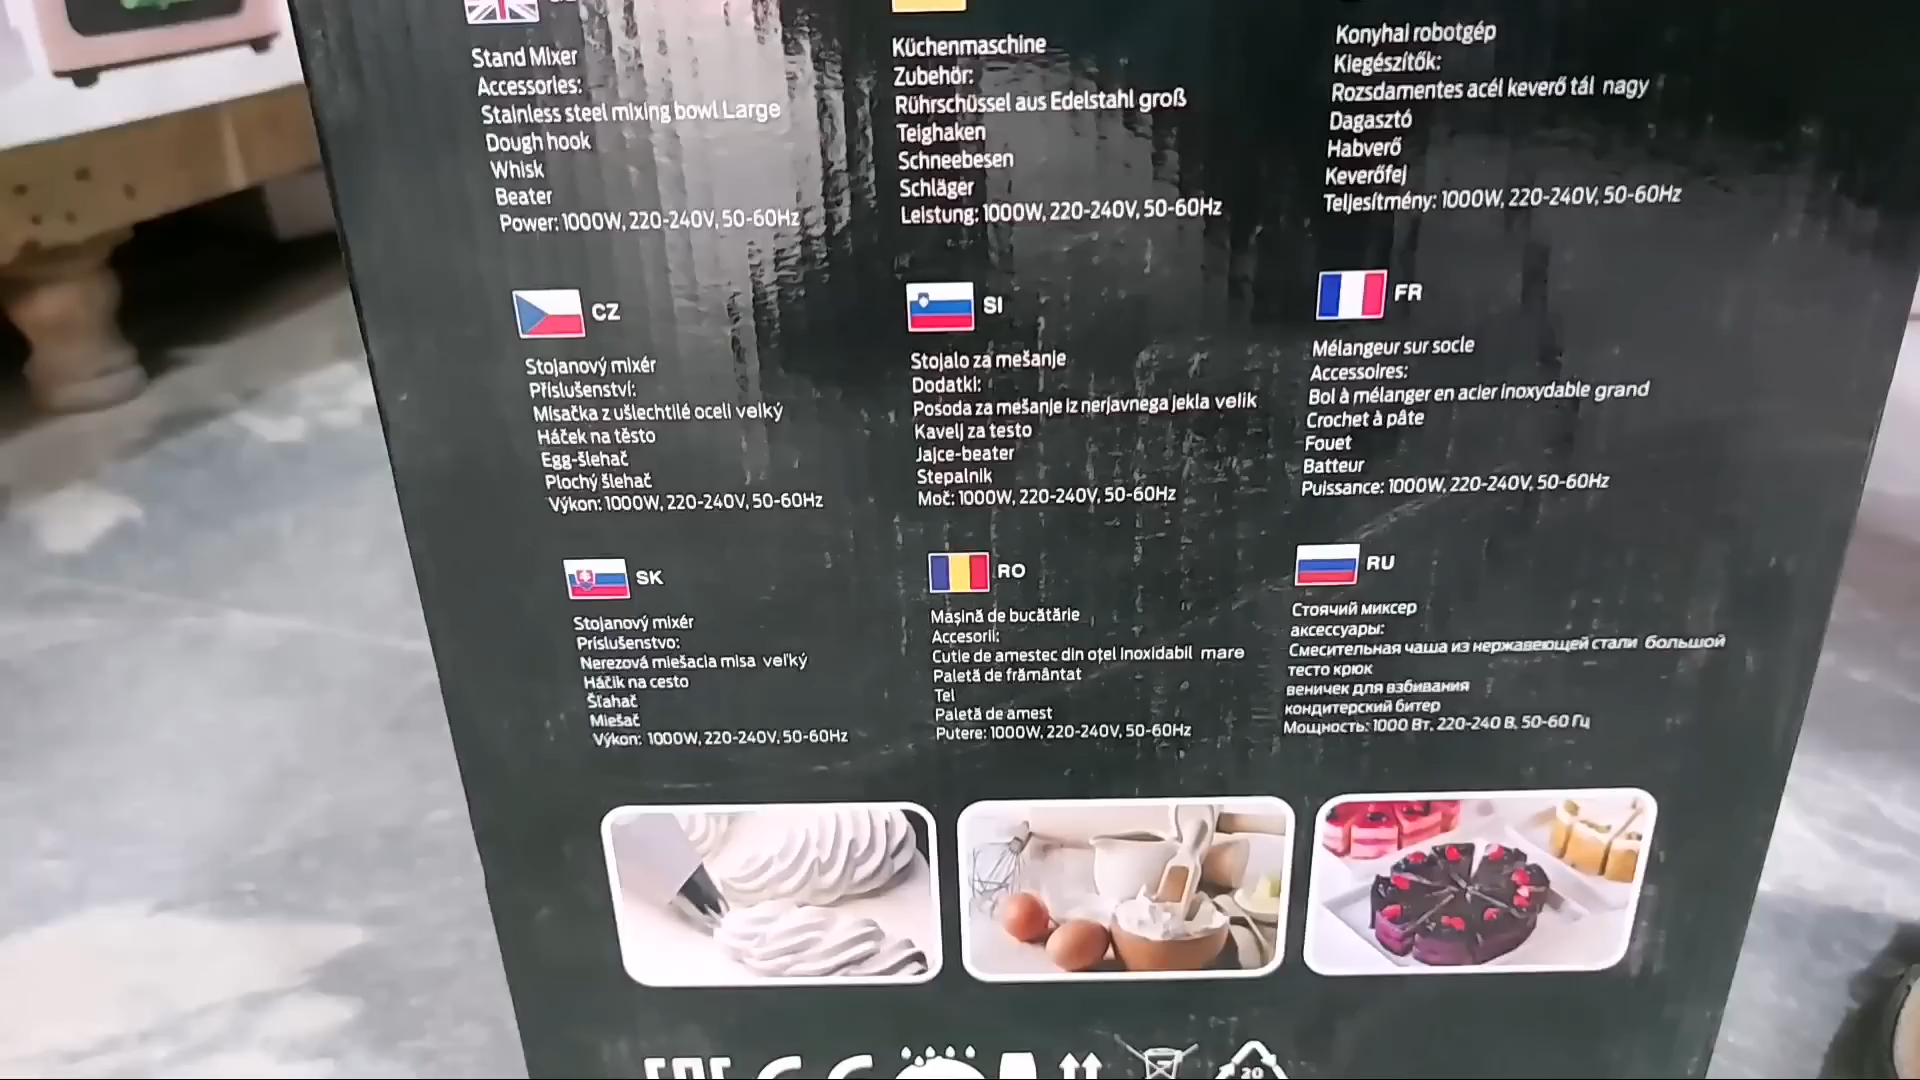 Stand Mixer
Accessories:
Stainless steel mixing bowl Large
Dough hook
Whisk
Beater
Power: 1000W, 220-240V, 50-60Hz
Küchenmaschine
Zubehör:
Rührschüssel aus Edelstahl groß
Teighaken
Schneebesen
Schläger
Leistung: 1000W, 220-240V, 50-60Hz
Konyhai robotgép
Kiegészítők:
Rozsdamentes acél keverő tál nagy
Dagasztó
Habverő
Keverőfej
Teljesítmény: 1000W, 220-240V, 50-60Hz
CZ
Stojanový mixér
Příslušenství:
Misačka z ušlechtilé oceli velký
Háček na těsto
Egg-šlehač
Plochý šlehač
Výkon: 1000W, 220-240V, 50-60Hz
SI
Stojalo za mešanje
Dodatki:
Posoda za mešanje iz nerjavnega jekla velik
Kavelj za testo
Jajce-beater
Stepalnik
Moč: 1000W, 220-240V, 50-60Hz
FR
Mélangeur sur socle
Accessoires:
Bol à mélanger en acier inoxydable grand
Crochet à pâte
Fouet
Batteur
Puissance: 1000W, 220-240V, 50-60Hz
SK
Stojanový mixér
Príslušenstvo:
Nerezová miešacia misa veľký
Háčik na cesto
Šľahač
Miešač
Výkon: 1000W, 220-240V, 50-60Hz
RO
Mașină de bucătărie
Accesorii:
Cutie de amestec din oțel inoxidabil mare
Paletă de frământat
Tel
Paletă de amest
Putere: 1000W, 220-240V, 50-60Hz
RU
Стоячий миксер
аксессуары:
Смесительная чаша из нержавеющей стали большой
тесто крюк
веничек для взбивания
кондитерский битер
Мощность: 1000 Вт, 220-240 В, 50-60 Гц
20